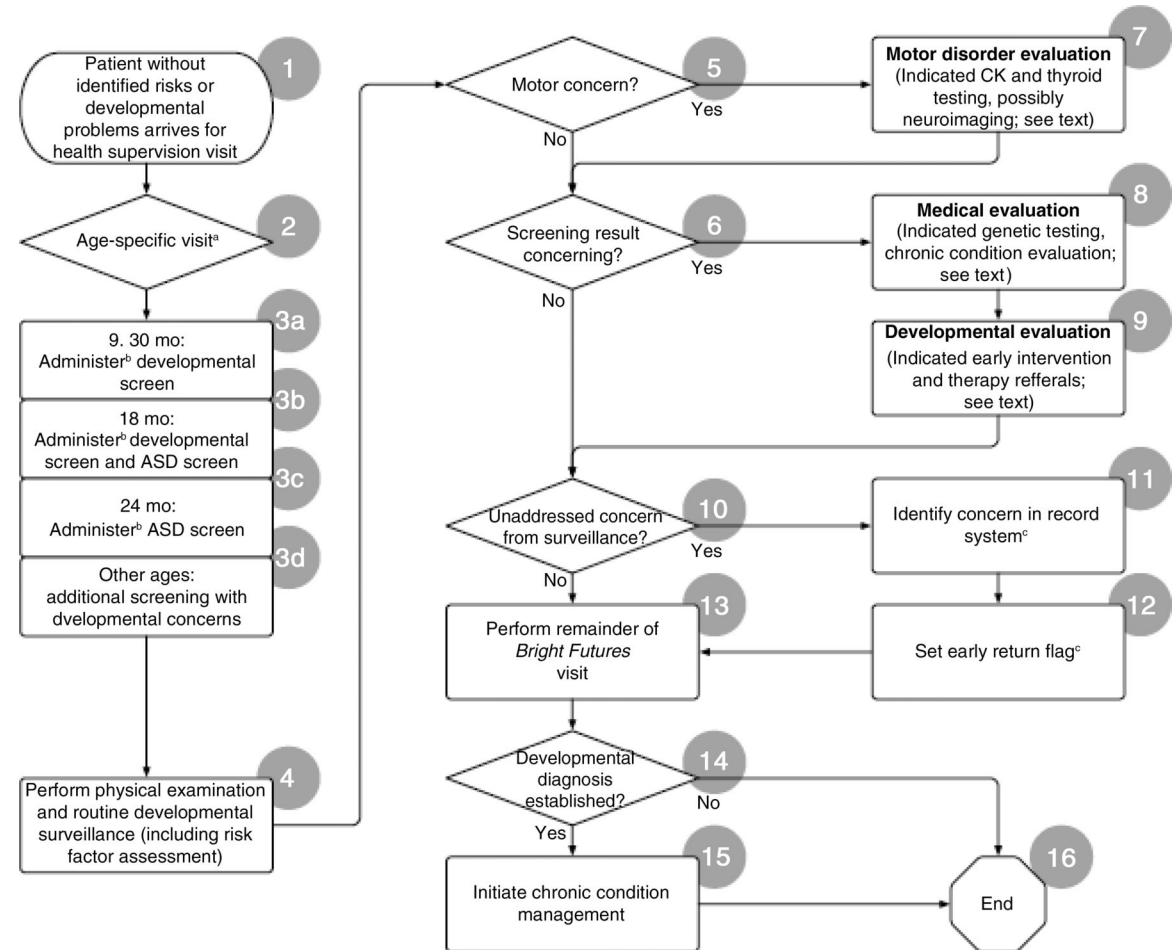 1
Patient without
identified risks or
developmental
problems arrives for
health supervision visit
2
Age-specific visitᵃ
3a
9. 30 mo:
Administerᵇ developmental
screen
3b
18 mo:
Administerᵇ developmental
screen and ASD screen
3c
24 mo:
Administerᵇ ASD screen
3d
Other ages:
additional screening with
dvelopmental concerns
4
Perform physical examination
and routine developmental
surveillance (including risk
factor assessment)
5
Motor concern?
Yes
No
7
Motor disorder evaluation
(Indicated CK and thyroid
testing, possibly
neuroimaging; see text)
6
Screening result
concerning?
Yes
No
8
Medical evaluation
(Indicated genetic testing,
chronic condition evaluation;
see text)
9
Developmental evaluation
(Indicated early intervention
and therapy refferals;
see text)
10
Unaddressed concern
from surveillance?
Yes
No
11
Identify concern in record
systemᶜ
12
Set early return flagᶜ
13
Perform remainder of
Bright Futures
visit
14
Developmental
diagnosis
established?
No
Yes
15
Initiate chronic condition
management
16
End